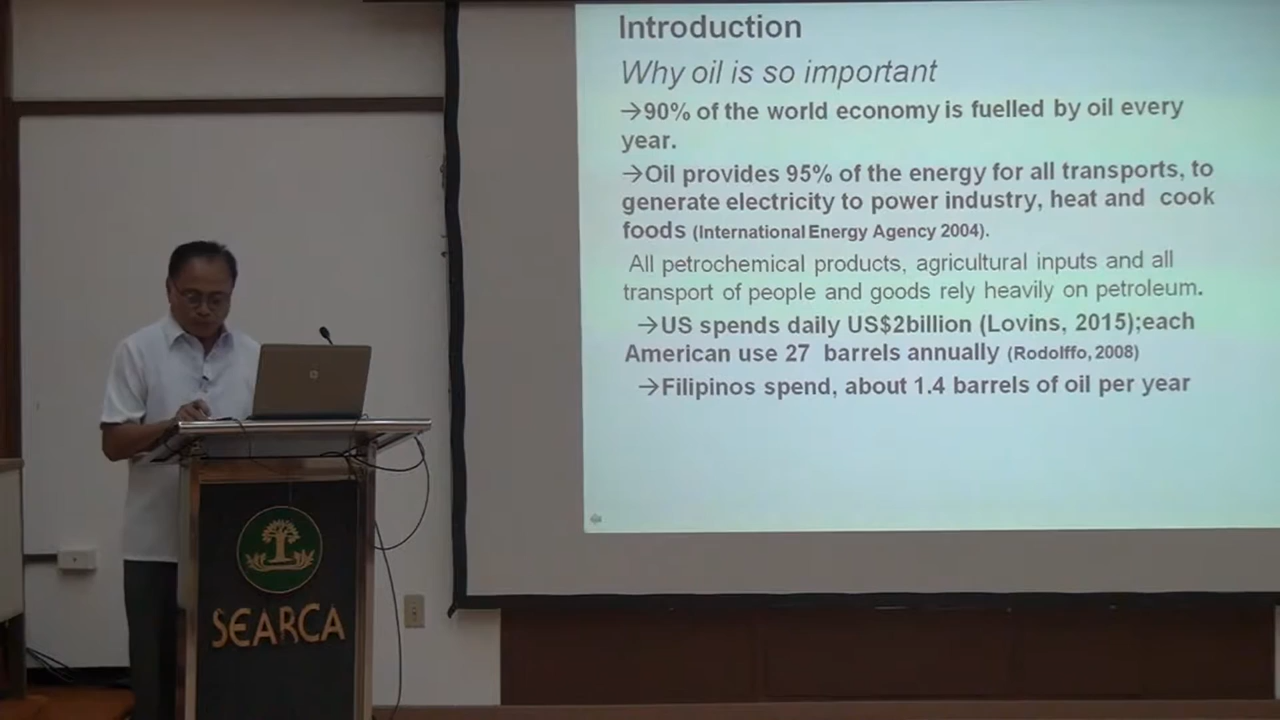 Introduction
Why oil is so important
→90% of the world economy is fuelled by oil every
year.
→Oil provides 95% of the energy for all transports, to
generate electricity to power industry, heat and cook
foods (International Energy Agency 2004).
All petrochemical products, agricultural inputs and all
transport of people and goods rely heavily on petroleum.
→US spends daily US$2billion (Lovins, 2015);each
American use 27 barrels annually (Rodolffo, 2008)
→Filipinos spend, about 1.4 barrels of oil per year
hp
SEARCA